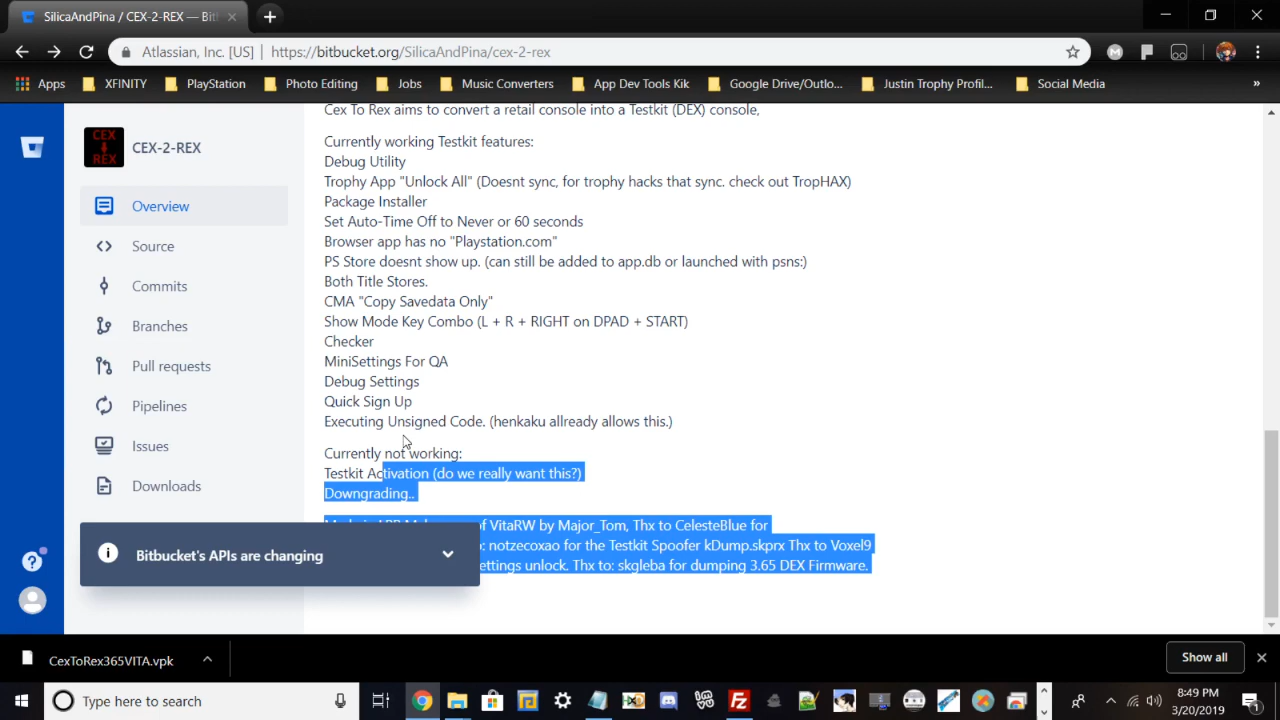 SilicaAndPina / CEX-2-REX — Bit
Atlassian, Inc. [US] | https://bitbucket.org/SilicaAndPina/cex-2-rex
Apps XFINITY PlayStation Photo Editing Jobs Music Converters App Dev Tools Kik Google Drive/Outlo... Justin Trophy Profil... Social Media »
CEX
REX
CEX-2-REX
Overview
Source
Commits
Branches
Pull requests
Pipelines
Issues
Downloads
Cex To Rex aims to convert a retail console into a Testkit (DEX) console,
Currently working Testkit features:
Debug Utility
Trophy App "Unlock All" (Doesnt sync, for trophy hacks that sync. check out TropHAX)
Package Installer
Set Auto-Time Off to Never or 60 seconds
Browser app has no "Playstation.com"
PS Store doesnt show up. (can still be added to app.db or launched with psns:)
Both Title Stores.
CMA "Copy Savedata Only"
Show Mode Key Combo (L + R + RIGHT on DPAD + START)
Checker
MiniSettings For QA
Debug Settings
Quick Sign Up
Executing Unsigned Code. (henkaku allready allows this.)
Currently not working:
Testkit Activation (do we really want this?)
Downgrading..
of VitaRW by Major_Tom, Thx to CelesteBlue for
: notzecoxao for the Testkit Spoofer kDump.skprx Thx to Voxel9
ettings unlock. Thx to: skgleba for dumping 3.65 DEX Firmware.
Bitbucket's APIs are changing
CexToRex365VITA.vpk
Show all
Type here to search
8:49 PM
3/20/2019